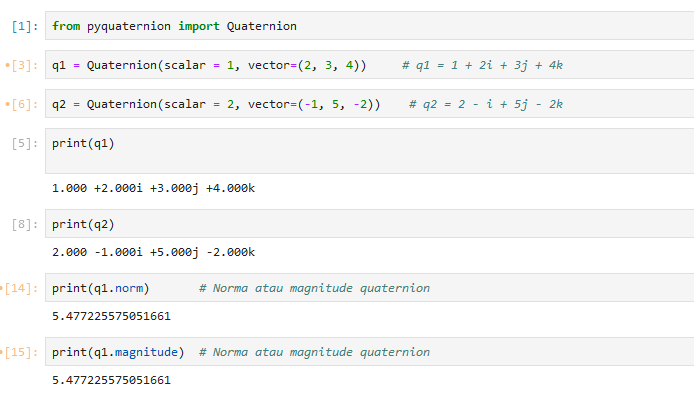 [1]: from pyquaternion import Quaternion
•[3]: q1 = Quaternion(scalar = 1, vector=(2, 3, 4))     # q1 = 1 + 2i + 3j + 4k
•[6]: q2 = Quaternion(scalar = 2, vector=(-1, 5, -2))    # q2 = 2 - i + 5j - 2k
[5]: print(q1)
1.000 +2.000i +3.000j +4.000k
[8]: print(q2)
2.000 -1.000i +5.000j -2.000k
•[14]: print(q1.norm)       # Norma atau magnitude quaternion
5.477225575051661
•[15]: print(q1.magnitude)  # Norma atau magnitude quaternion
5.477225575051661